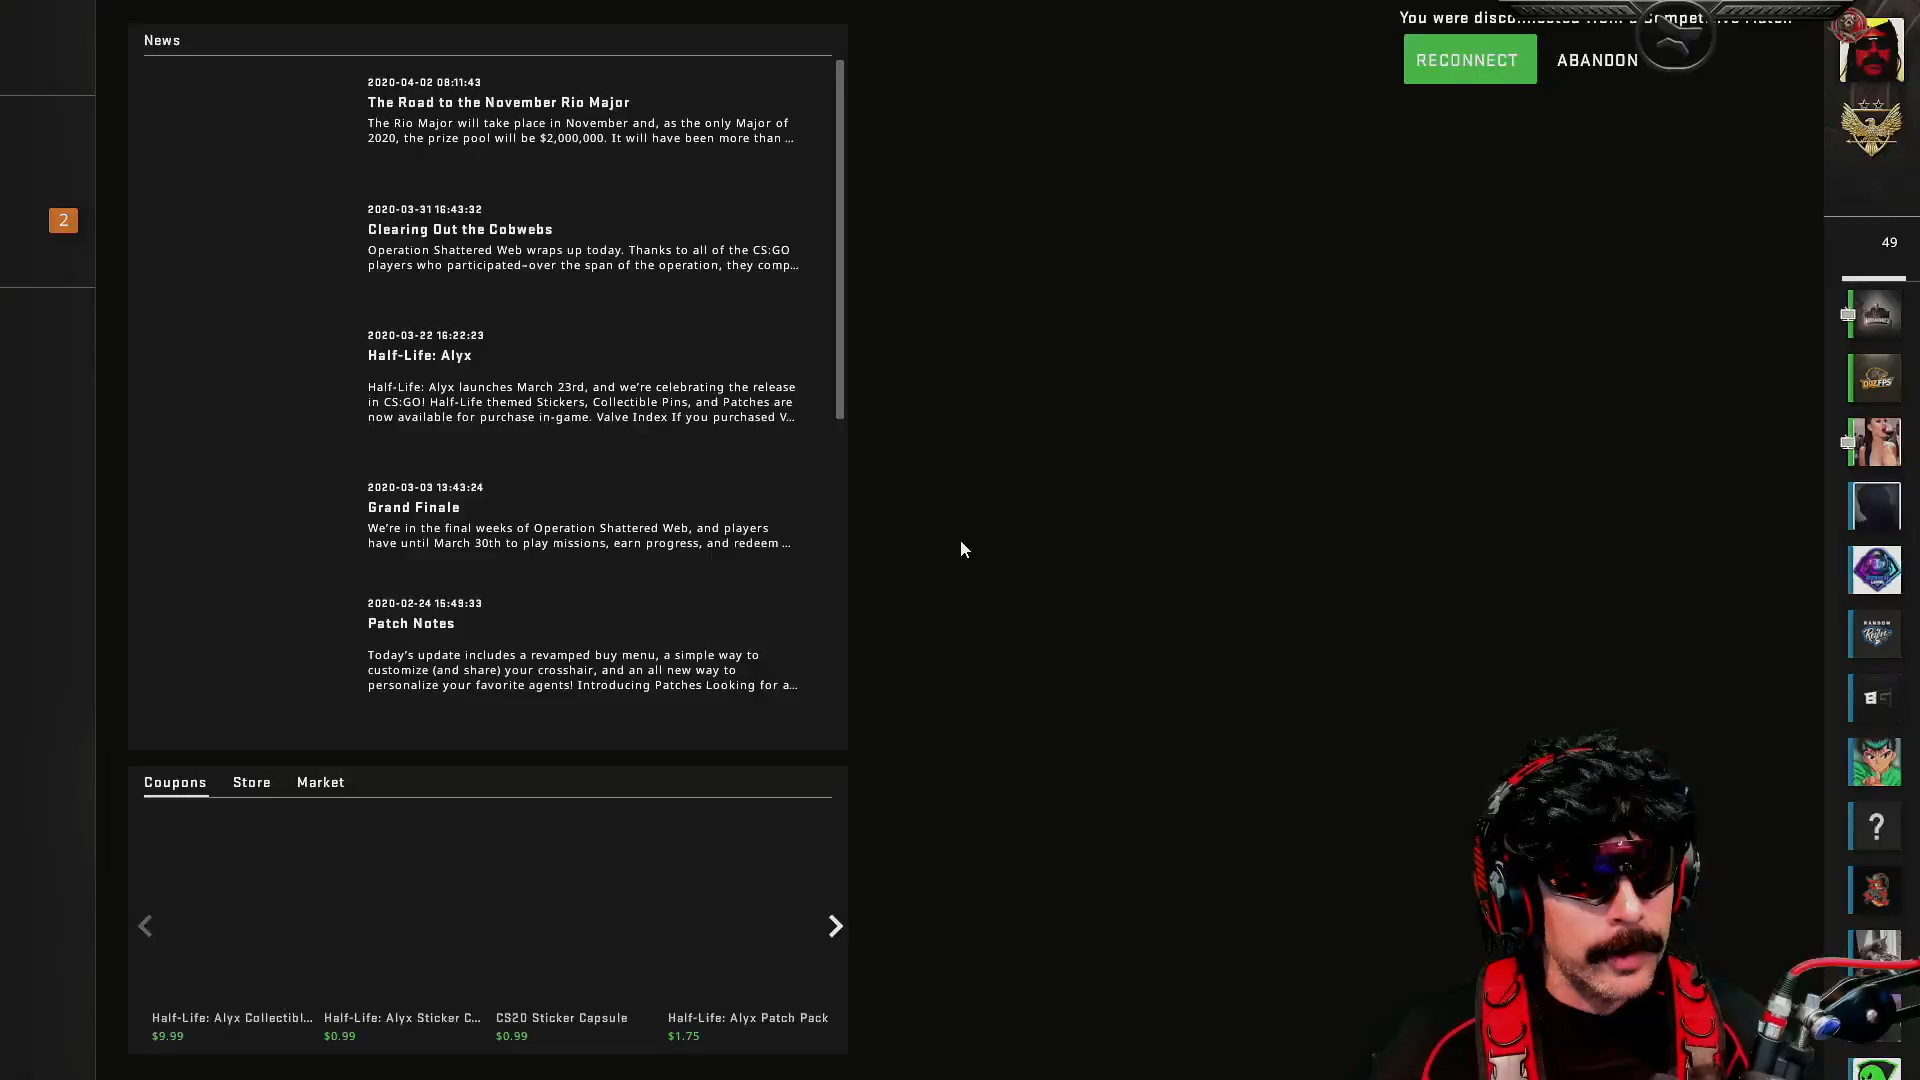 News
2020-04-02 08:11:43
The Road to the November Rio Major
The Rio Major will take place in November and, as the only Major of
2020, the prize pool will be $2,000,000. It will have been more than ...
2020-03-31 16:43:32
Clearing Out the Cobwebs
Operation Shattered Web wraps up today. Thanks to all of the CS:GO
players who participated–over the span of the operation, they comp...
2020-03-22 16:22:23
Half-Life: Alyx
Half-Life: Alyx launches March 23rd, and we’re celebrating the release
in CS:GO! Half-Life themed Stickers, Collectible Pins, and Patches are
now available for purchase in-game. Valve Index If you purchased V...
2020-03-03 13:43:24
Grand Finale
We’re in the final weeks of Operation Shattered Web, and players
have until March 30th to play missions, earn progress, and redeem ...
2020-02-24 16:49:33
Patch Notes
Today’s update includes a revamped buy menu, a simple way to
customize (and share) your crosshair, and an all new way to
personalize your favorite agents! Introducing Patches Looking for a...
Coupons Store Market
Half-Life: Alyx Collectibl...
$9.99
Half-Life: Alyx Sticker C...
$0.99
CS20 Sticker Capsule
$0.99
Half-Life: Alyx Patch Pack
$1.75
2
You were
RECONNECT ABANDON
49
DOZFPS
RANDOM
?